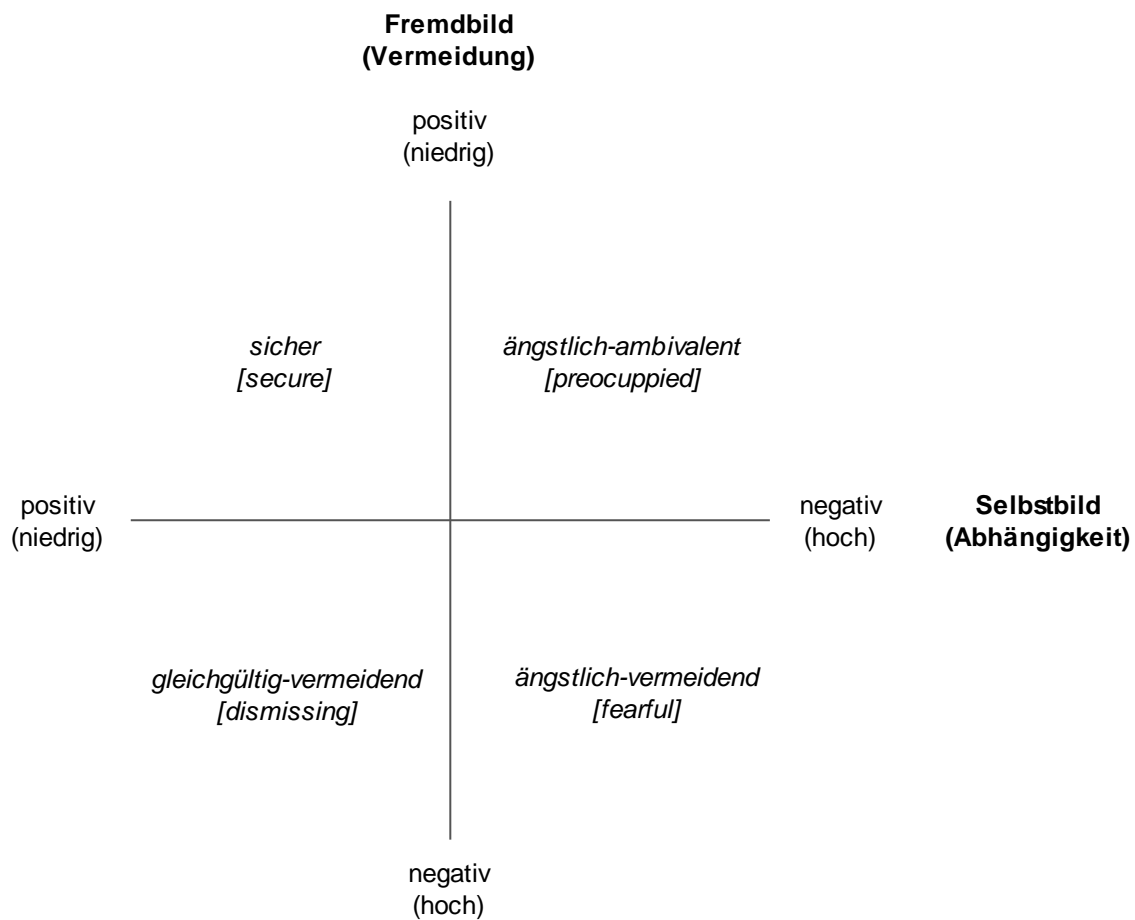 Fremdbild
(Vermeidung)
positiv
(niedrig)
sicher
[secure]
ängstlich-ambivalent
[preocuppied]
positiv
(niedrig)
negativ
(hoch)
Selbstbild
(Abhängigkeit)
gleichgültig-vermeidend
[dismissing]
ängstlich-vermeidend
[fearful]
negativ
(hoch)